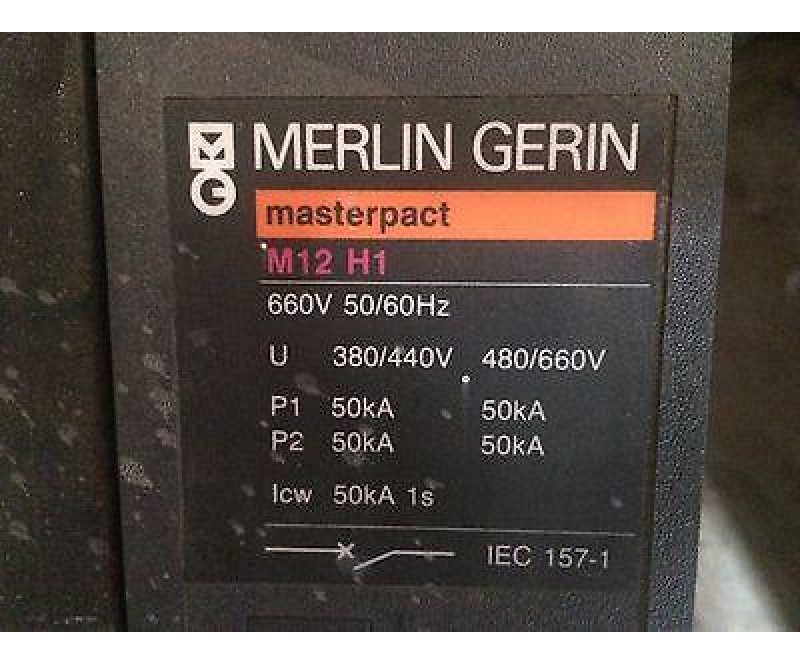 MERLIN GERIN
masterpact
M12 H1
660V 50/60Hz
U 380/440V 480/660V
P1 50kA 50kA
P2 50kA 50kA
Icw 50kA 1s
IEC 157-1